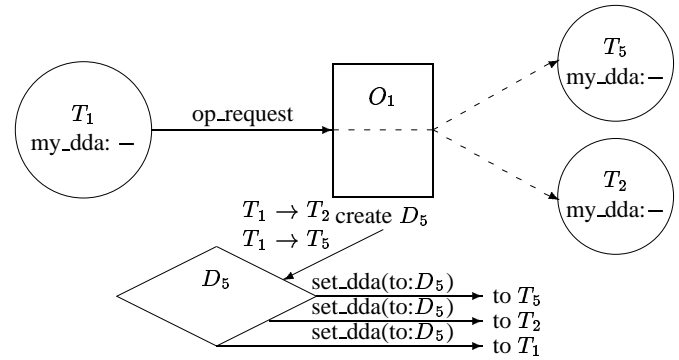 T₅
my_dda:−
T₁
my_dda: −
op_request
O₁
T₂
my_dda:−
T₁ → T₂
create D₅
T₁ → T₅
D₅
set_dda(to:D₅)
to T₅
set_dda(to:D₅)
to T₂
set_dda(to:D₅)
to T₁